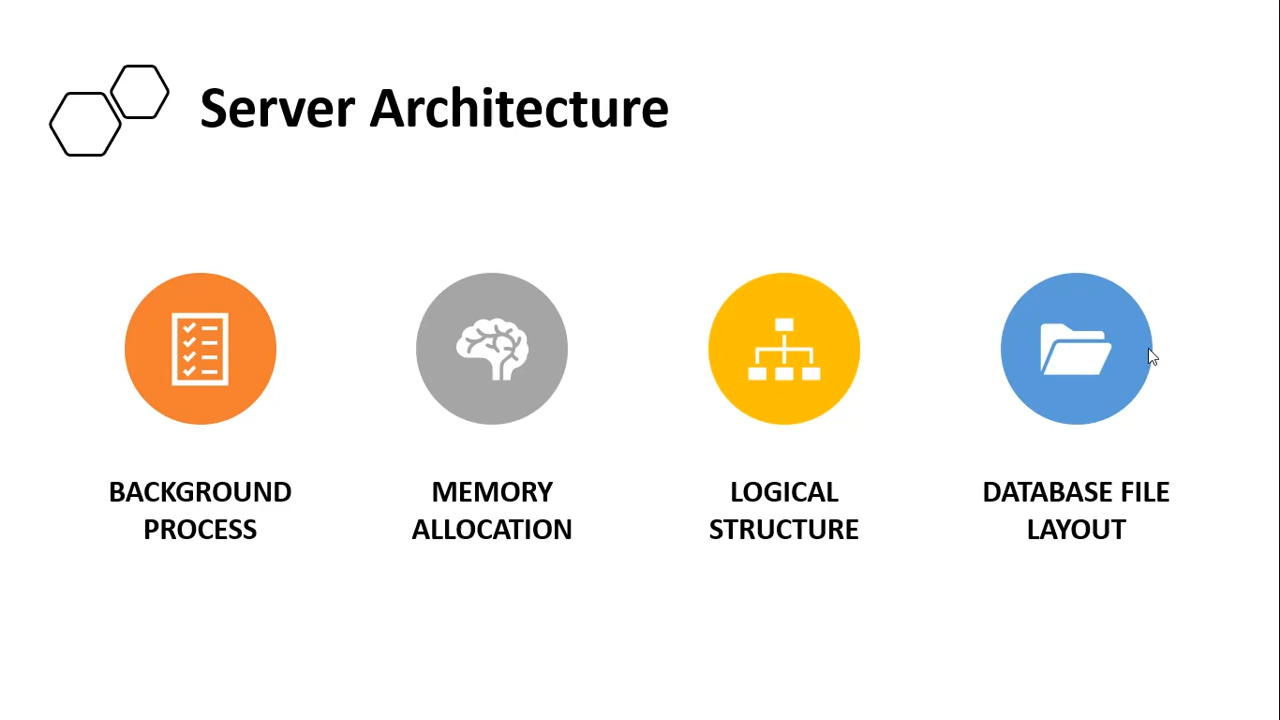 Server Architecture
BACKGROUND
PROCESS
MEMORY
ALLOCATION
LOGICAL
STRUCTURE
DATABASE FILE
LAYOUT